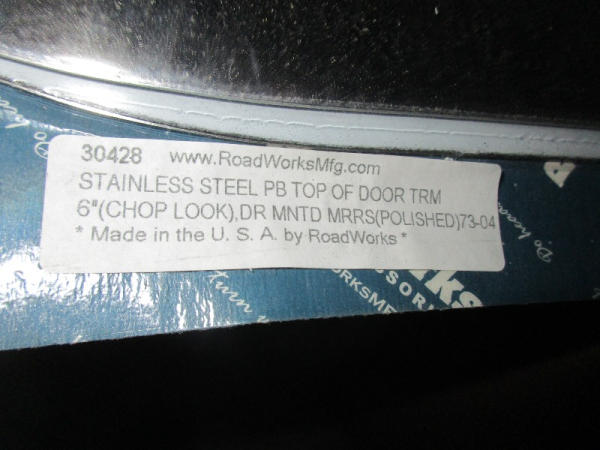 30428 www.RoadWorksMfg.com
STAINLESS STEEL PB TOP OF DOOR TRM
6"(CHOP LOOK),DR MNTD MRRS(POLISHED)73-04
* Made in the U. S. A. by RoadWorks *